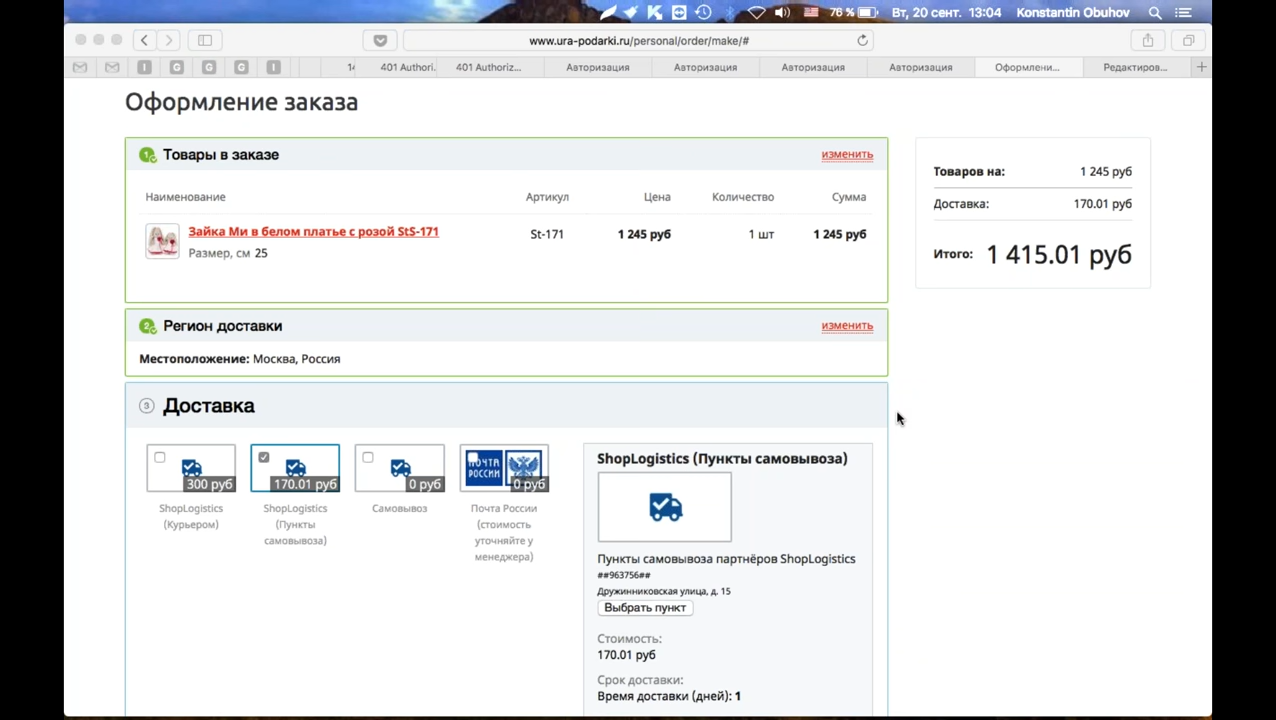 76 %
Вт, 20 сент. 13:04
Konstantin Obuhov
www.ura-podarki.ru/personal/order/make/#
I G G G I 14 401 Authori... 401 Authoriz... Авторизация Авторизация Авторизация Авторизация Оформлени... Редактиров... +
Оформление заказа
1 Товары в заказе изменить
Наименование Артикул Цена Количество Сумма
Зайка Ми в белом платье с розой StS-171 St-171 1 245 руб 1 шт 1 245 руб
Размер, см 25
Товаров на: 1 245 руб
Доставка: 170.01 руб
Итого: 1 415.01 руб
2 Регион доставки изменить
Местоположение: Москва, Россия
3 Доставка
300 руб
ShopLogistics
(Курьером)
170.01 руб
ShopLogistics
(Пункты
самовывоза)
0 руб
Самовывоз
ПОЧТА
РОССИИ
0 руб
Почта России
(стоимость
уточняйте у
менеджера)
ShopLogistics (Пункты самовывоза)
Пункты самовывоза партнёров ShopLogistics
##963756##
Дружинниковская улица, д. 15
Выбрать пункт
Стоимость:
170.01 руб
Срок доставки:
Время доставки (дней): 1